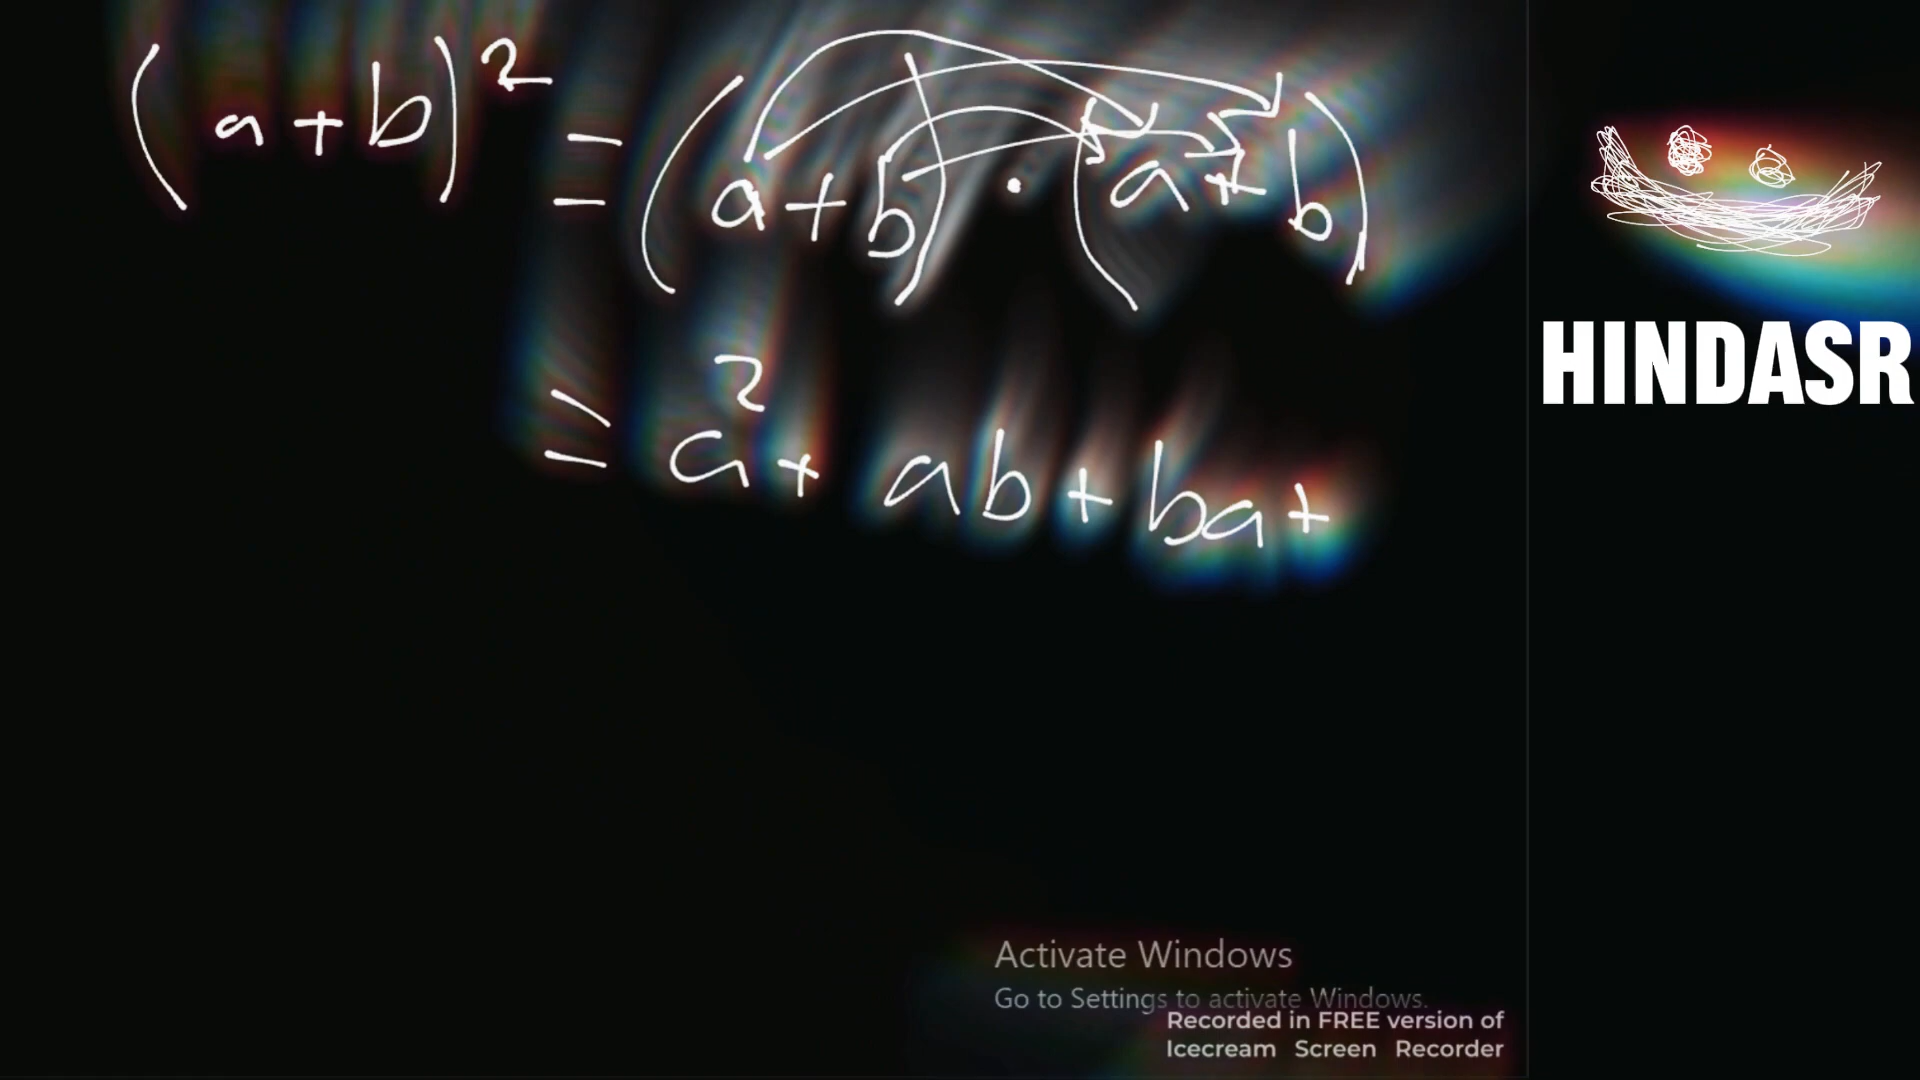 (a+b)² = (a+b) · (a+b)
= a² + ab + ba +
HINDASR
Activate Windows
Go to Settings to activate Windows.
Recorded in FREE version of
Icecream Screen Recorder